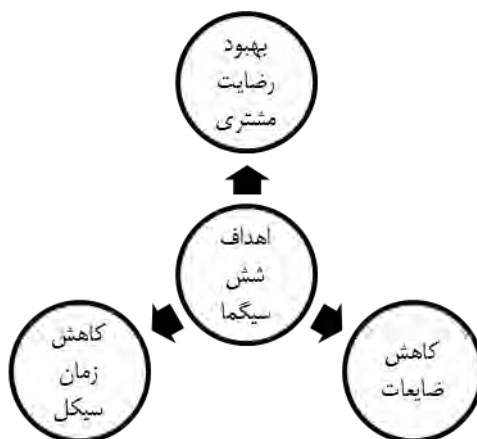 بهبود
رضایت
مشتری
اهداف
شش
سیگما
کاهش
ضایعات
کاهش
زمان
سیکل